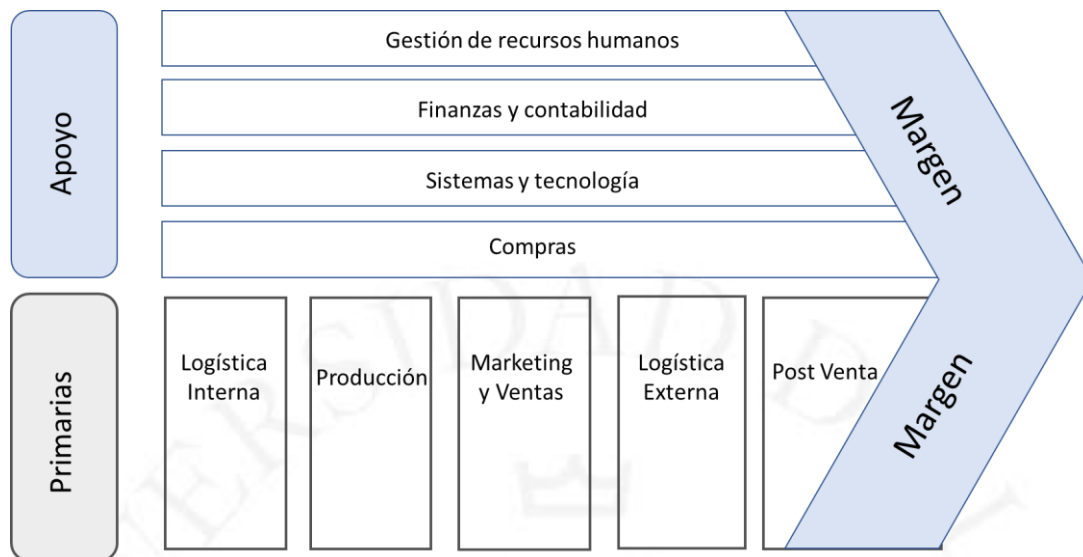 Apoyo
Gestión de recursos humanos
Finanzas y contabilidad
Sistemas y tecnología
Compras
Margen
Primarias
Logística
Interna
Producción
Marketing
y Ventas
Logística
Externa
Post Venta
Margen